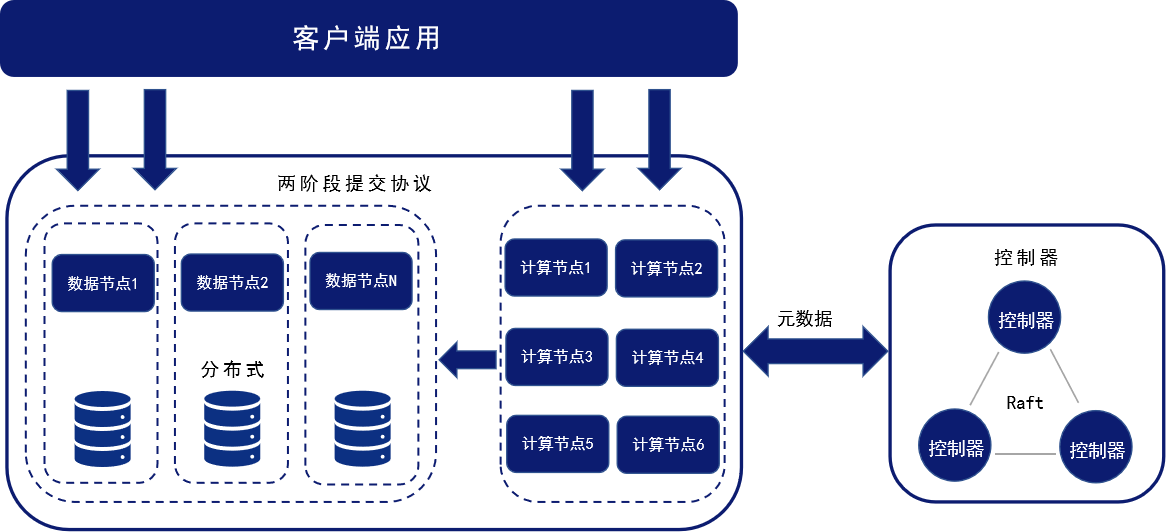 客户端应用
两阶段提交协议
数据节点1
数据节点2
数据节点N
分布式
计算节点1
计算节点2
计算节点3
计算节点4
计算节点5
计算节点6
元数据
控制器
控制器
Raft
控制器
控制器